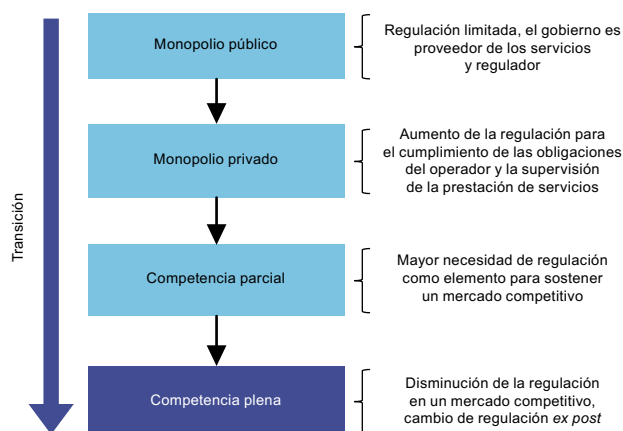 Transición
Monopolio público
Regulación limitada, el gobierno es
proveedor de los servicios
y regulador
Monopolio privado
Aumento de la regulación para
el cumplimiento de las obligaciones
del operador y la supervisión
de la prestación de servicios
Competencia parcial
Mayor necesidad de regulación
como elemento para sostener
un mercado competitivo
Competencia plena
Disminución de la regulación
en un mercado competitivo,
cambio de regulación ex post